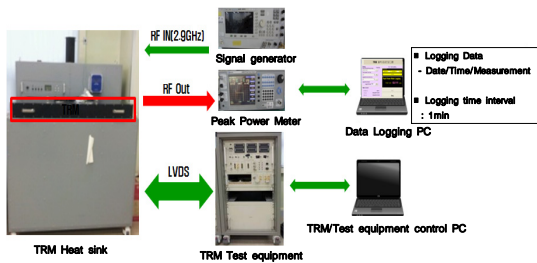 RF IN(2.9GHz)
Signal generator
RF Out
TRM
Peak Power Meter
Data Logging PC
■ Logging Data
- Date/Time/Measurement
■ Logging time interval
: 1min
LVDS
TRM Heat sink
TRM Test equipment
TRM/Test equipment control PC